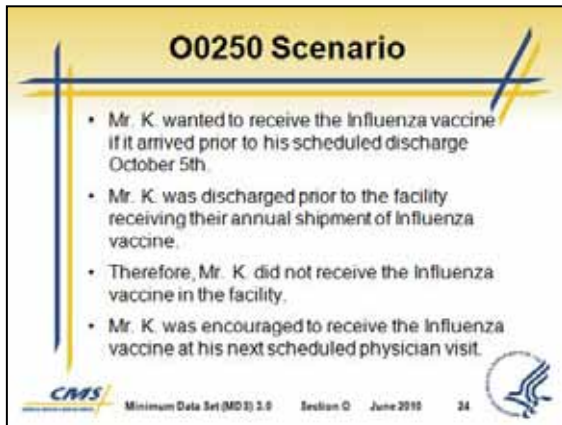 O0250 Scenario
• Mr. K. wanted to receive the Influenza vaccine
if it arrived prior to his scheduled discharge
October 5th.
• Mr. K. was discharged prior to the facility
receiving their annual shipment of Influenza
vaccine.
• Therefore, Mr. K. did not receive the Influenza
vaccine in the facility.
• Mr. K. was encouraged to receive the Influenza
vaccine at his next scheduled physician visit.
CMS
Minimum Data Set (MDS) 3.0 Section O June 2010 24